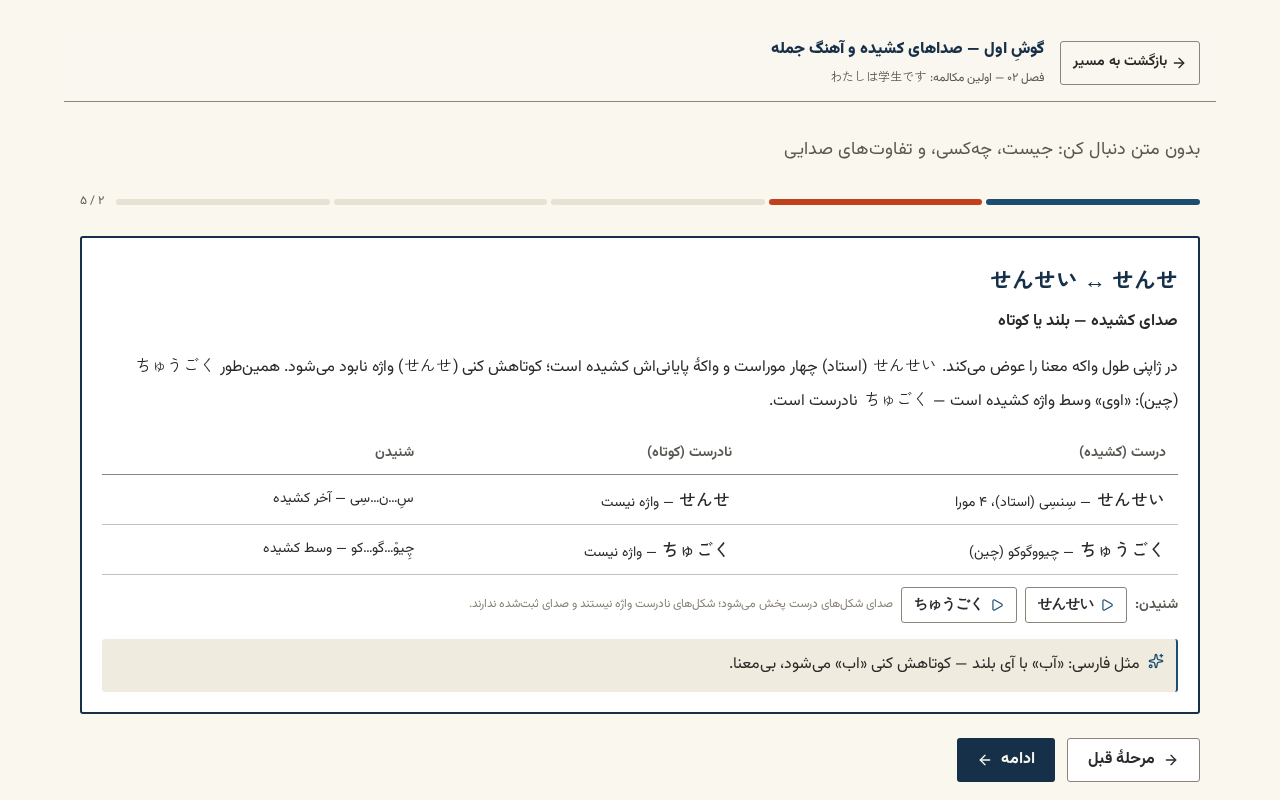 بازگشت به مسیر
گوشِ اول — صداهای کشیده و آهنگ جمله
فصل ۰۲ — اولین مکالمه: わたしは学生です
بدون متن دنبال کن: جیست، چه‌کسی، و تفاوت‌های صدایی
۵ / ۲
せんせい ↔ せんせ
صدای کشیده — بلند یا کوتاه
در ژاپنی طول واکه معنا را عوض می‌کند. せんせい (استاد) چهار موراست و واکهٔ پایانی‌اش کشیده است؛ کوتاهش کنی (せんせ) واژه نابود می‌شود. همین‌طور ちゅうごく
(چین): «اوی» وسط واژه کشیده است — ちゅごく نادرست است.
درست (کشیده) نادرست (کوتاه) شنیدن
せんせい — سِنسِی (استاد)، ۴ مورا せんせ — واژه نیست سِ…ن…سِی — آخر کشیده
ちゅうごく — چیووگوکو (چین) ちゅごく — واژه نیست چِیوْ…گو…کو — وسط کشیده
شنیدن: せんせい ちゅうごく صدای شکل‌های درست پخش می‌شود؛ شکل‌های نادرست واژه نیستند و صدای ثبت‌شده ندارند.
مثل فارسی: «آب» با آی بلند — کوتاهش کنی «اب» می‌شود، بی‌معنا.
مرحلهٔ قبل
ادامه